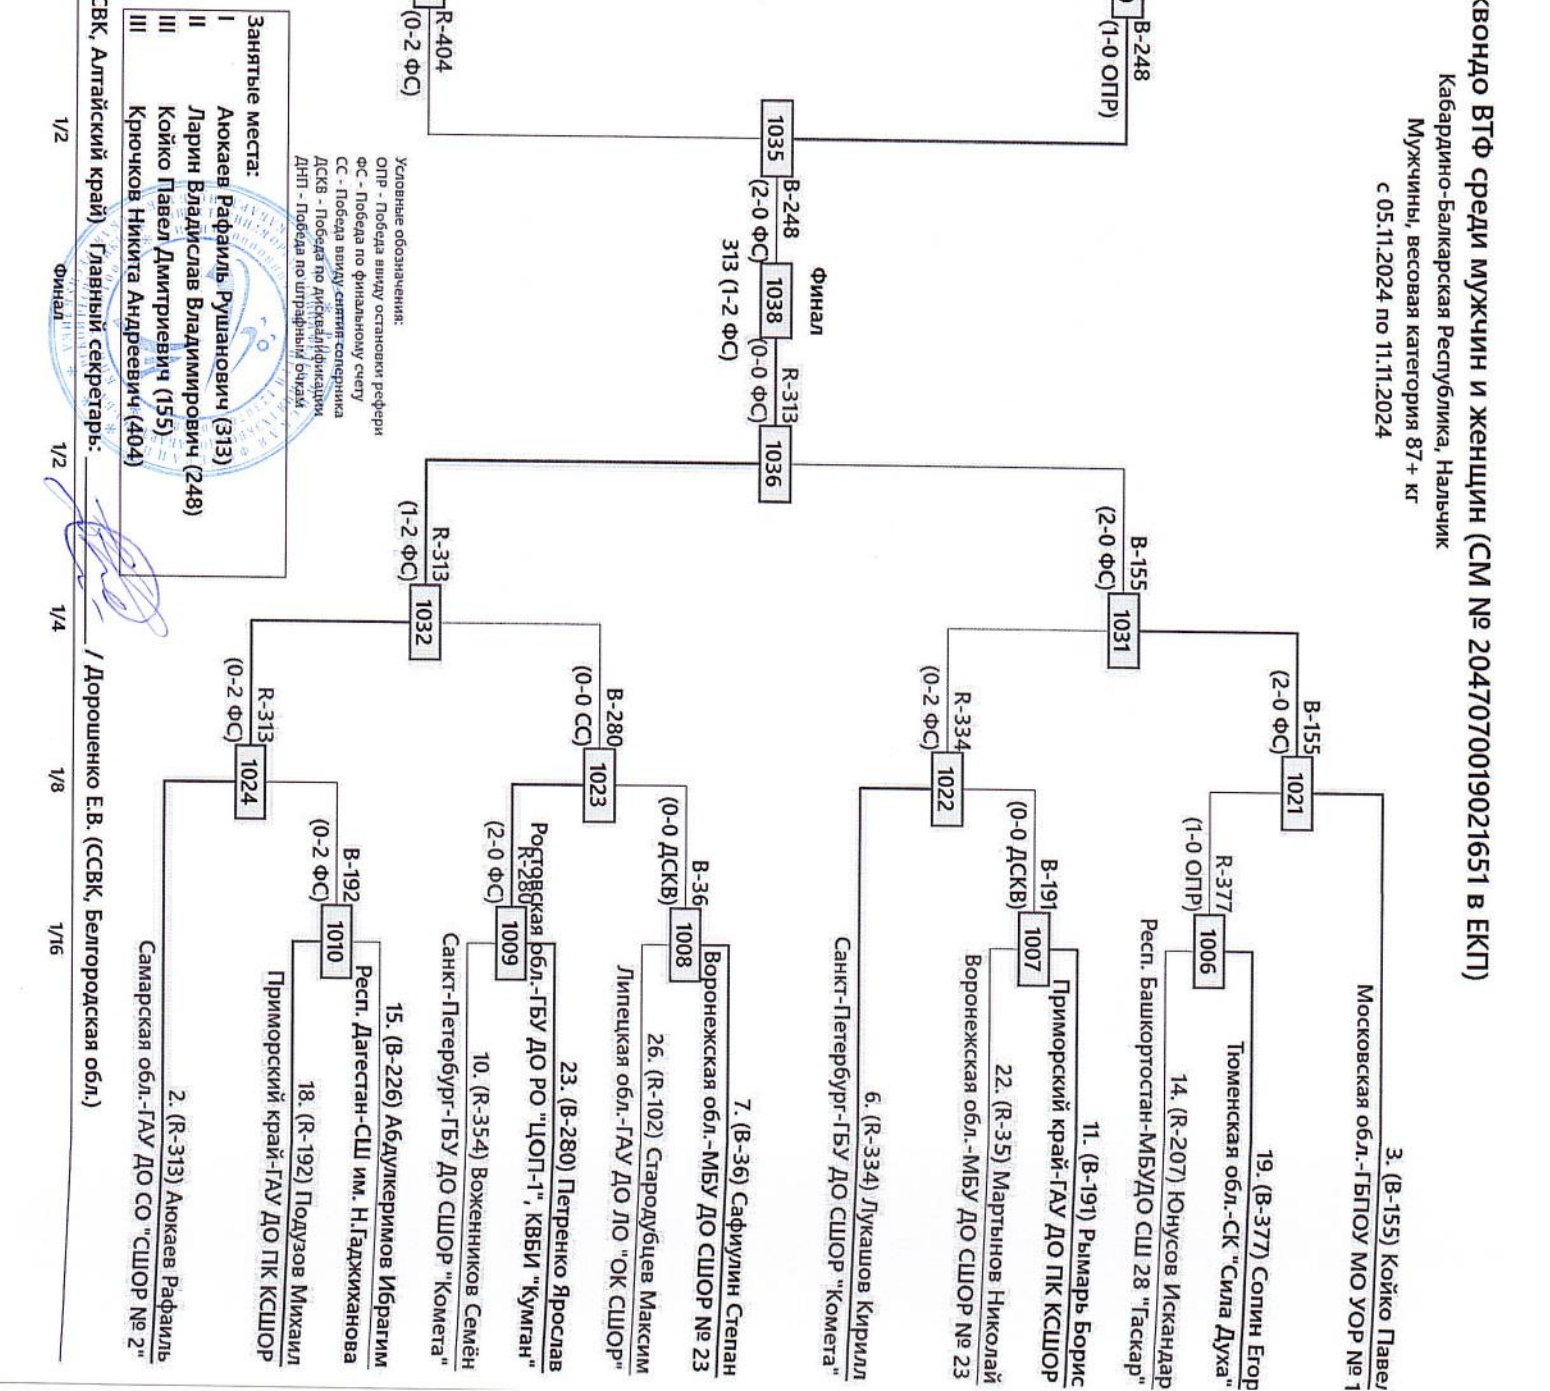 квондо ВТФ среди мужчин и женщин (СМ № 2047070019021651 в ЕКП)
Кабардино-Балкарская Республика, Нальчик
Мужчины, весовая категория 87+ кг
с 05.11.2024 по 11.11.2024
B-248
(1-0 ОПР)
R-404
(0-2 ФС)
1035
B-248
(2-0 ФС)
Финал
1038
313 (1-2 ФС)
R-313
(0-0 ФС)
1036
B-155
(2-0 ФС)
1031
R-313
(1-2 ФС)
1032
B-155
(2-0 ФС)
1021
R-334
(0-2 ФС)
1022
B-280
(0-0 СС)
1023
R-313
(0-2 ФС)
1024
R-377
(1-0 ОПР)
1006
B-191
(0-0 ДСКВ)
1007
B-36
(0-0 ДСКВ)
1008
R-280
(2-0 ФС)
1009
B-192
(0-2 ФС)
1010
3. (B-155) Койко Павел
Московская обл.-ГБПОУ МО УОР № 1
19. (B-377) Сопин Егор
Тюменская обл.-СК "Сила Духа"
14. (R-207) Юнусов Искандар
Респ. Башкортостан-МБУДО СШ 28 "Таскар"
11. (B-191) Рымарь Борис
Приморский край-ГАУ ДО ПК КСШОР
22. (R-35) Мартынов Николай
Воронежская обл.-МБУ ДО СШОР № 23
6. (R-334) Лукашов Кирилл
Санкт-Петербург-ГБУ ДО СШОР "Комета"
7. (B-36) Сафиулин Степан
Воронежская обл.-МБУ ДО СШОР № 23
26. (R-102) Стародубцев Максим
Липецкая обл.-ГАУ ДО ЛО "ОК СШОР"
23. (B-280) Петренко Ярослав
Ростовская обл.-ГБУ ДО РО "ЦОП-1", КВБИ "Кумган"
10. (R-354) Воженников Семён
Санкт-Петербург-ГБУ ДО СШОР "Комета"
15. (B-226) Абдулкеримов Ибрагим
Респ. Дагестан-СШ им. Н.Гаджиханова
18. (R-192) Подузов Михаил
Приморский край-ГАУ ДО ПК КСШОР
2. (R-313) Аюкаев Рафаиль
Самарская обл.-ГАУ ДО СО "СШОР № 2"
Условные обозначения:
ОПР - Победа ввиду остановки рефери
ФС - Победа по финальному счету
СС - Победа ввиду снятия соперника
ДСКВ - Победа по дисквалификации
ДНП - Победа по штрафным очкам
Занятые места:
I Аюкаев Рафаиль Рушанович (313)
II Ларин Владислав Владимирович (248)
III Койко Павел Дмитриевич (155)
III Крючков Никита Андреевич (404)
СВК, Алтайский край) Главный секретарь: / Дорошенко Е.В. (ССВК, Белгородская обл.)
1/2 Финал 1/2 1/4 1/8 1/16